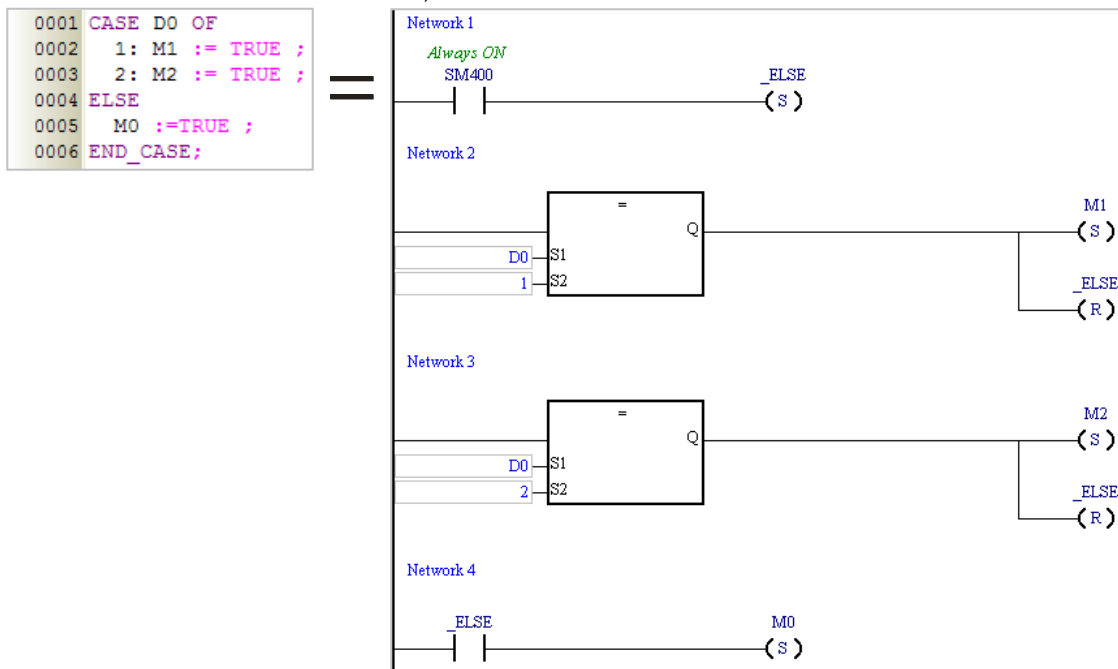 0001 CASE D0 OF
0002 1: M1 := TRUE ;
0003 2: M2 := TRUE ;
0004 ELSE
0005 M0 :=TRUE ;
0006 END_CASE;
=
Network 1
Always ON
SM400 _ELSE
( S )
Network 2
= M1
Q ( S )
D0 S1
1 S2 _ELSE
( R )
Network 3
= M2
Q ( S )
D0 S1
2 S2 _ELSE
( R )
Network 4
_ELSE M0
( S )